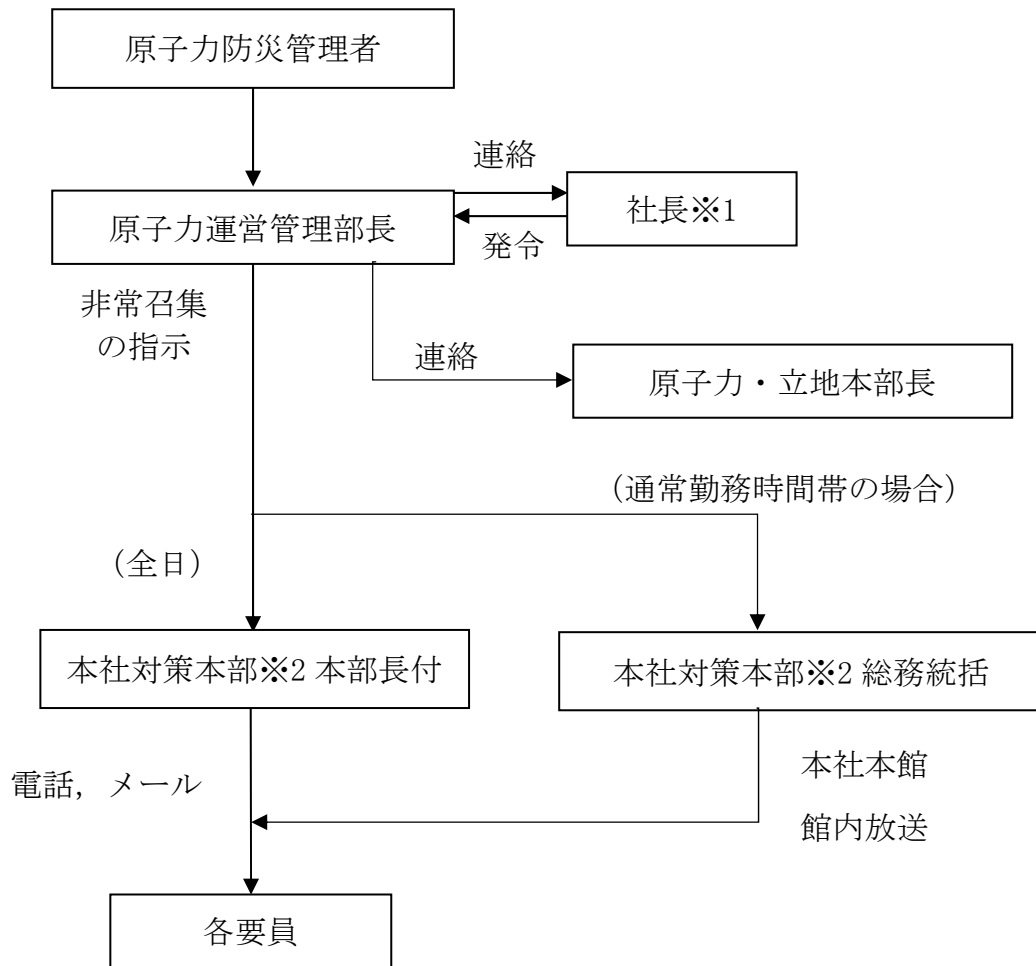 原子力防災管理者
連絡
原子力運営管理部長
社長※1
発令
非常召集
の指示
連絡
原子力・立地本部長
（通常勤務時間帯の場合）
（全日）
本社対策本部※2 本部長付
本社対策本部※2 総務統括
電話，メール
本社本館
館内放送
各要員